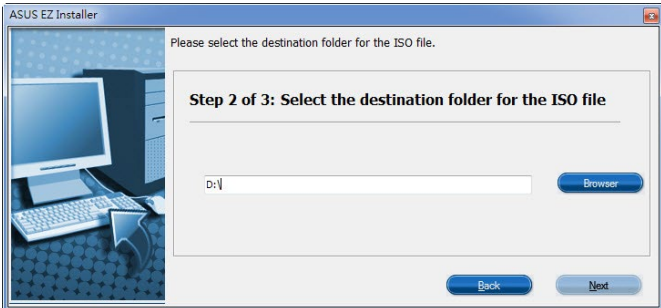 ASUS EZ Installer
Please select the destination folder for the ISO file.
Step 2 of 3: Select the destination folder for the ISO file
D:\
Browser
Back
Next